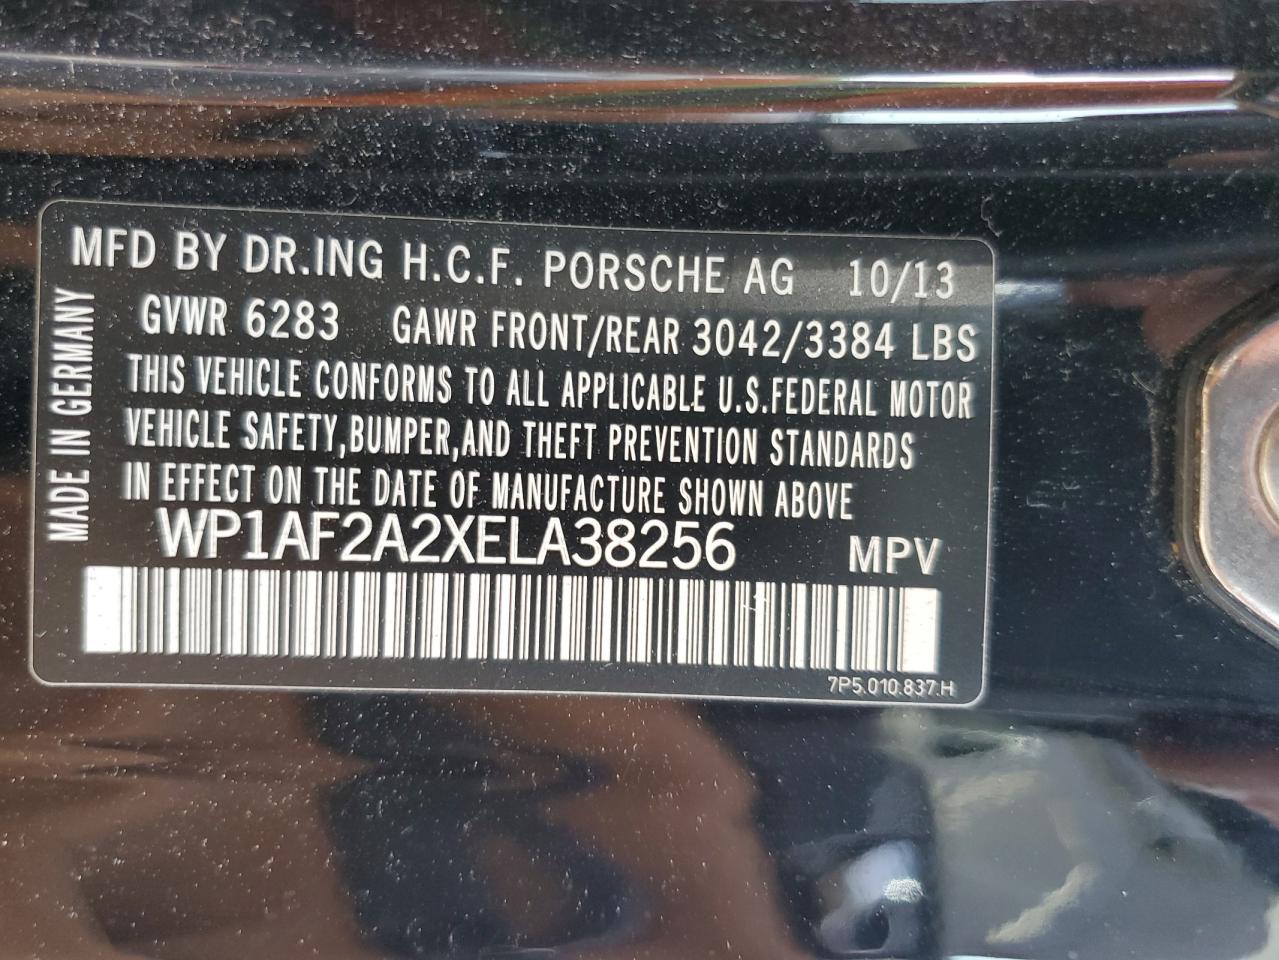 MFD BY DR.ING H.C.F. PORSCHE AG 10/13
GVWR 6283 GAWR FRONT/REAR 3042/3384 LBS
THIS VEHICLE CONFORMS TO ALL APPLICABLE U.S.FEDERAL MOTOR
VEHICLE SAFETY,BUMPER,AND THEFT PREVENTION STANDARDS
IN EFFECT ON THE DATE OF MANUFACTURE SHOWN ABOVE
WP1AF2A2XELA38256 MPV
7P5.010.837.H
MADE IN GERMANY